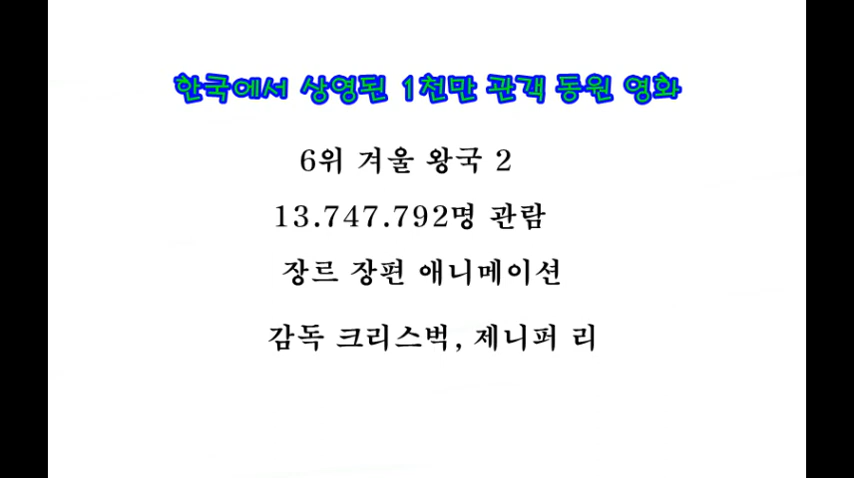 한국에서 상영된 1천만 관객 동원 영화
6위 겨울 왕국 2
13.747.792명 관람
장르 장편 애니메이션
감독 크리스벅, 제니퍼 리